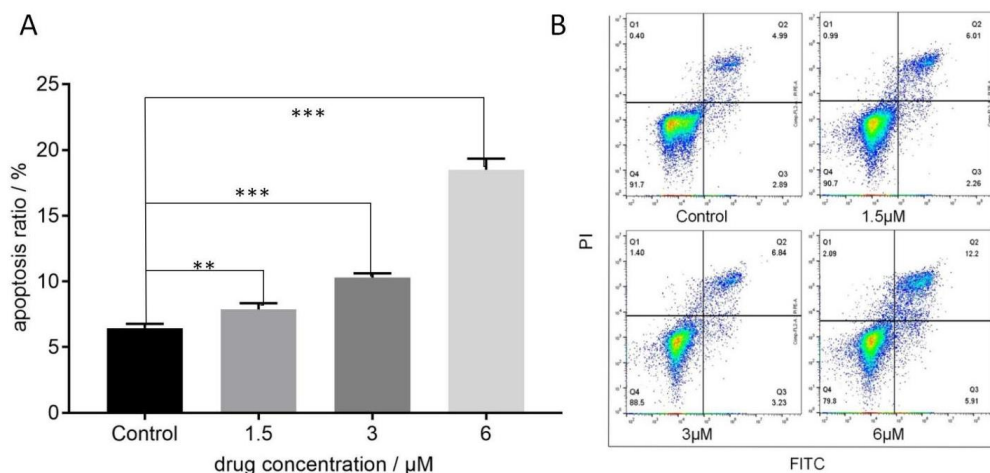 A
25
20
15
10
5
0
apoptosis ratio / %
***
***
**
Control 1.5 3 6
drug concentration / µM
B
Q1
0.40
Q2
4.99
Q4
91.7
Q3
2.89
Control
Q1
0.99
Q2
6.01
Q4
90.7
Q3
2.26
1.5µM
PI
Q1
1.40
Q2
6.84
Q4
88.5
Q3
3.23
3µM
Q1
2.09
Q2
12.2
Q4
79.8
Q3
5.91
6µM
FITC